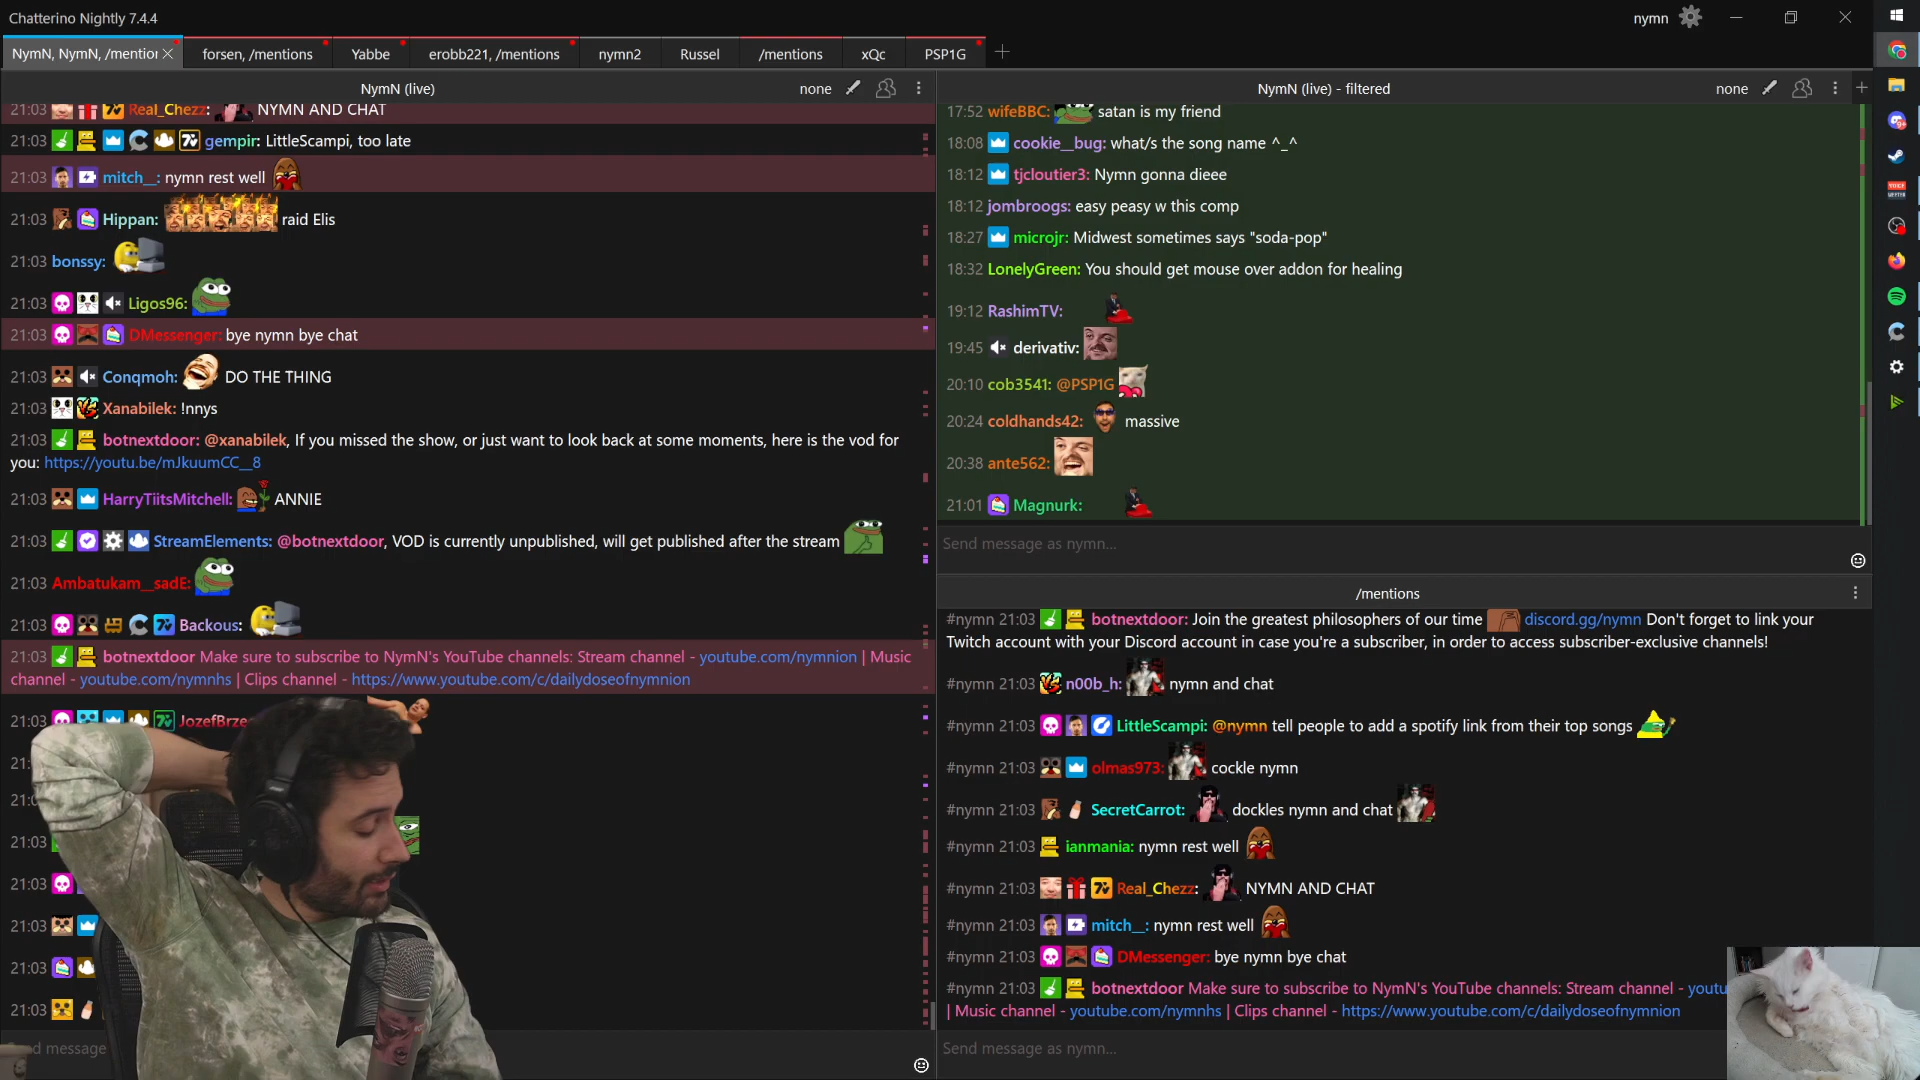 Chatterino Nightly 7.4.4
nymn
NymN, NymN, /mention
forsen, /mentions
Yabbe
erobb221, /mentions
nymn2
Russel
/mentions
xQc
PSP1G
NymN (live)
none
21:03 Real_Chezz: NYMN AND CHAT
21:03 gempir: LittleScampi, too late
21:03 mitch__: nymn rest well
21:03 Hippan: raid Elis
21:03 bonssy:
21:03 Ligos96:
21:03 DMessenger: bye nymn bye chat
21:03 Conqmoh: DO THE THING
21:03 Xanabilek: !nnys
21:03 botnextdoor: @xanabilek, If you missed the show, or just want to look back at some moments, here is the vod for
you: https://youtu.be/mJkuumCC__8
21:03 HarryTiitsMitchell: ANNIE
21:03 StreamElements: @botnextdoor, VOD is currently unpublished, will get published after the stream
21:03 Ambatukam__sadE:
21:03 Backous:
21:03 botnextdoor Make sure to subscribe to NymN's YouTube channels: Stream channel - youtube.com/nymnion | Music
channel - youtube.com/nymnhs | Clips channel - https://www.youtube.com/c/dailydoseofnymnion
21:03 JozefBrze
21:
21:0
21:03
21:03
21:03
21:03
21:03
message
NymN (live) - filtered
none
17:52 wifeBBC: satan is my friend
18:08 cookie__bug: what/s the song name ^_^
18:12 tjcloutier3: Nymn gonna dieee
18:12 jombroogs: easy peasy w this comp
18:27 microjr: Midwest sometimes says "soda-pop"
18:32 LonelyGreen: You should get mouse over addon for healing
19:12 RashimTV:
19:45 derivativ:
20:10 cob3541: @PSP1G
20:24 coldhands42: massive
20:38 ante562:
21:01 Magnurk:
Send message as nymn...
/mentions
#nymn 21:03 botnextdoor: Join the greatest philosophers of our time discord.gg/nymn Don't forget to link your
Twitch account with your Discord account in case you're a subscriber, in order to access subscriber-exclusive channels!
#nymn 21:03 n00b_h: nymn and chat
#nymn 21:03 LittleScampi: @nymn tell people to add a spotify link from their top songs
#nymn 21:03 olmas973: cockle nymn
#nymn 21:03 SecretCarrot: dockles nymn and chat
#nymn 21:03 ianmania: nymn rest well
#nymn 21:03 Real_Chezz: NYMN AND CHAT
#nymn 21:03 mitch__: nymn rest well
#nymn 21:03 DMessenger: bye nymn bye chat
#nymn 21:03 botnextdoor Make sure to subscribe to NymN's YouTube channels: Stream channel - youtu
| Music channel - youtube.com/nymnhs | Clips channel - https://www.youtube.com/c/dailydoseofnymnion
Send message as nymn...